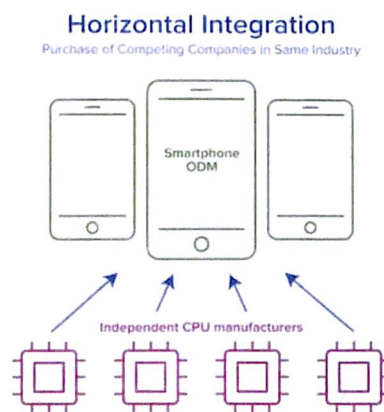 Horizontal Integration
Purchase of Competing Companies in Same Industry
Smartphone
ODM
Independent CPU manufacturers